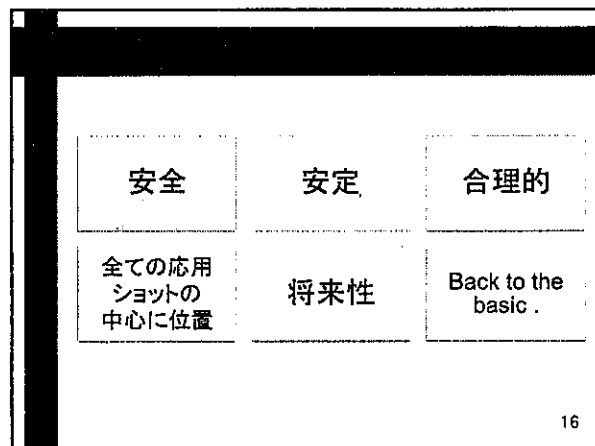 安全
安定
合理的
全ての応用
ショットの
中心に位置
将来性
Back to the
basic .
16